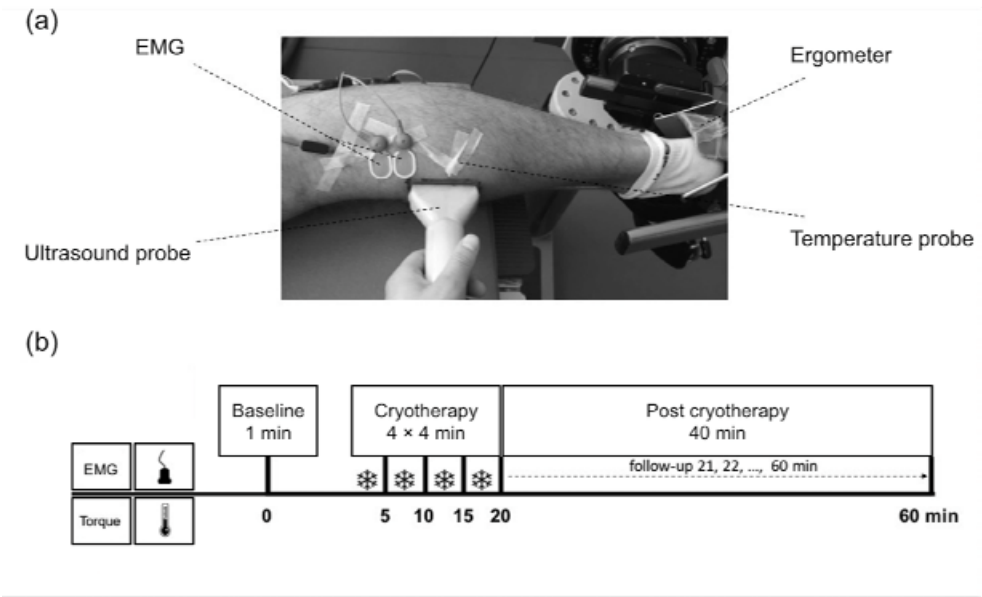 (a)
EMG
Ergometer
Ultrasound probe
Temperature probe
(b)
Baseline
1 min
Cryotherapy
4 × 4 min
Post cryotherapy
40 min
EMG
follow-up 21, 22, ..., 60 min
Torque
0
5
10
15
20
60 min